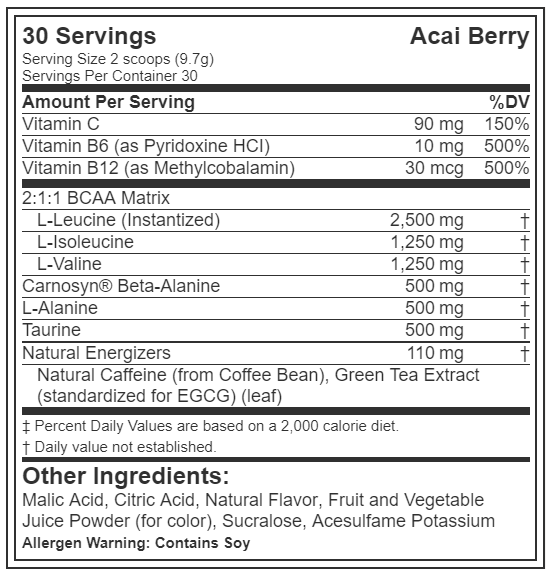 30 Servings Acai Berry
Serving Size 2 scoops (9.7g)
Servings Per Container 30
Amount Per Serving %DV
Vitamin C 90 mg 150%
Vitamin B6 (as Pyridoxine HCI) 10 mg 500%
Vitamin B12 (as Methylcobalamin) 30 mcg 500%
2:1:1 BCAA Matrix
L-Leucine (Instantized) 2,500 mg †
L-Isoleucine 1,250 mg †
L-Valine 1,250 mg †
Carnosyn® Beta-Alanine 500 mg †
L-Alanine 500 mg †
Taurine 500 mg †
Natural Energizers 110 mg †
Natural Caffeine (from Coffee Bean), Green Tea Extract
(standardized for EGCG) (leaf)
‡ Percent Daily Values are based on a 2,000 calorie diet.
† Daily value not established.
Other Ingredients:
Malic Acid, Citric Acid, Natural Flavor, Fruit and Vegetable
Juice Powder (for color), Sucralose, Acesulfame Potassium
Allergen Warning: Contains Soy